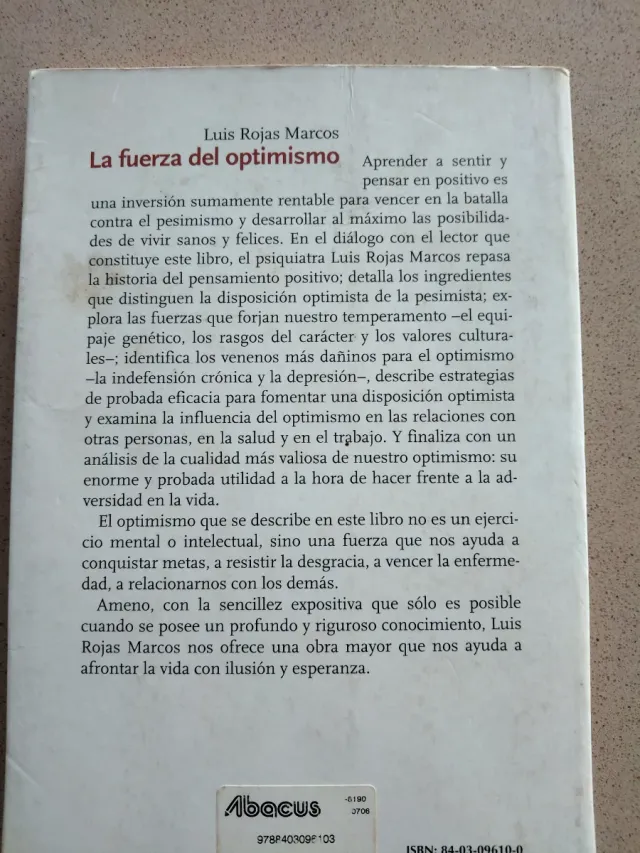 Luis Rojas Marcos
La fuerza del optimismo
Aprender a sentir y
pensar en positivo es
una inversión sumamente rentable para vencer en la batalla
contra el pesimismo y desarrollar al máximo las posibilida-
des de vivir sanos y felices. En el diálogo con el lector que
constituye este libro, el psiquiatra Luis Rojas Marcos repasa
la historia del pensamiento positivo; detalla los ingredientes
que distinguen la disposición optimista de la pesimista; ex-
plora las fuerzas que forjan nuestro temperamento –el equi-
paje genético, los rasgos del carácter y los valores cultura-
les–; identifica los venenos más dañinos para el optimismo
–la indefensión crónica y la depresión–, describe estrategias
de probada eficacia para fomentar una disposición optimista
y examina la influencia del optimismo en las relaciones con
otras personas, en la salud y en el trabajo. Y finaliza con un
análisis de la cualidad más valiosa de nuestro optimismo: su
enorme y probada utilidad a la hora de hacer frente a la ad-
versidad en la vida.
El optimismo que se describe en este libro no es un ejerci-
cio mental o intelectual, sino una fuerza que nos ayuda a
conquistar metas, a resistir la desgracia, a vencer la enferme-
dad, a relacionarnos con los demás.
Ameno, con la sencillez expositiva que sólo es posible
cuando se posee un profundo y riguroso conocimiento, Luis
Rojas Marcos nos ofrece una obra mayor que nos ayuda a
afrontar la vida con ilusión y esperanza.
Abacus
9788403096103
ISBN: 84-03-09610-0